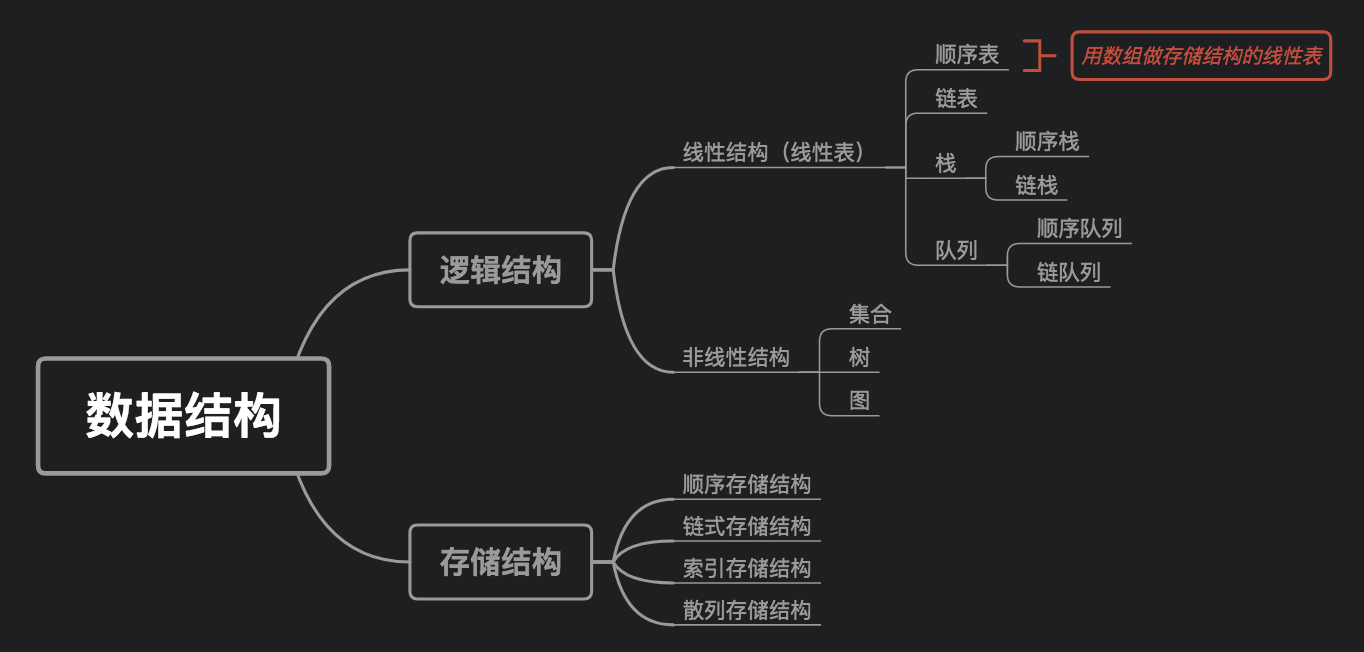 数据结构
逻辑结构
线性结构（线性表）
顺序表
用数组做存储结构的线性表
链表
栈
顺序栈
链栈
队列
顺序队列
链队列
非线性结构
集合
树
图
存储结构
顺序存储结构
链式存储结构
索引存储结构
散列存储结构